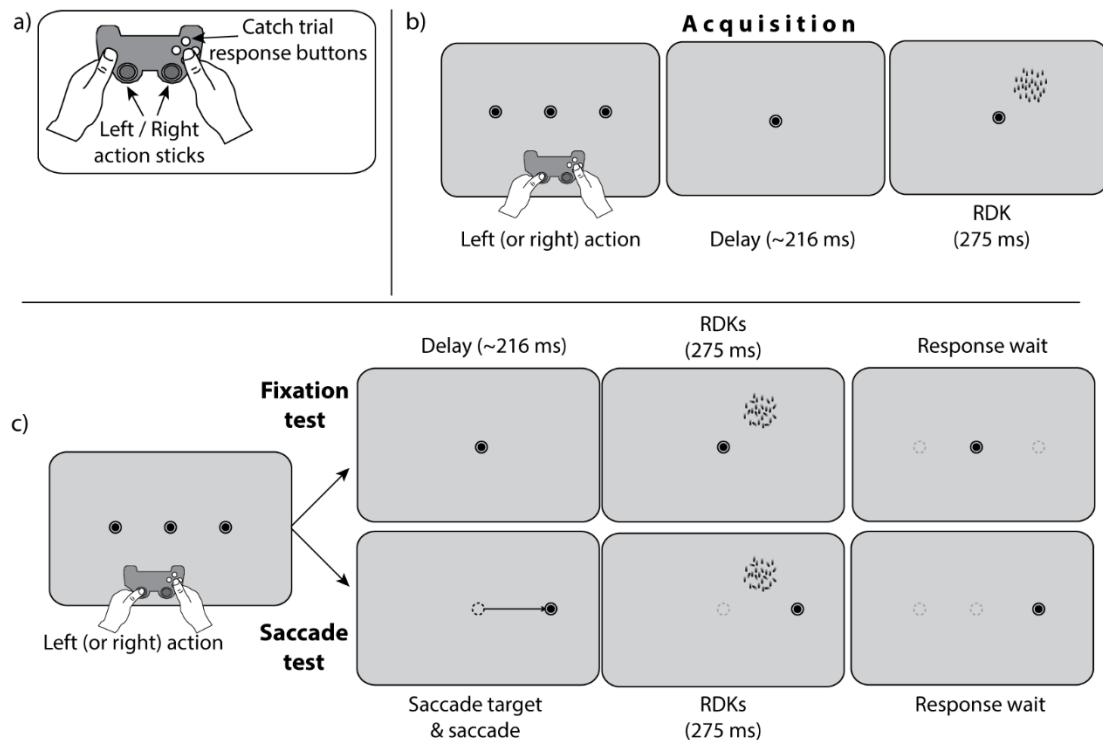 a)
Catch trial
response buttons
Left / Right
action sticks
b)
Acquisition
Left (or right) action
Delay (~216 ms)
RDK
(275 ms)
c)
Left (or right) action
Fixation
test
Delay (~216 ms)
RDKs
(275 ms)
Response wait
Saccade
test
Saccade target
& saccade
RDKs
(275 ms)
Response wait